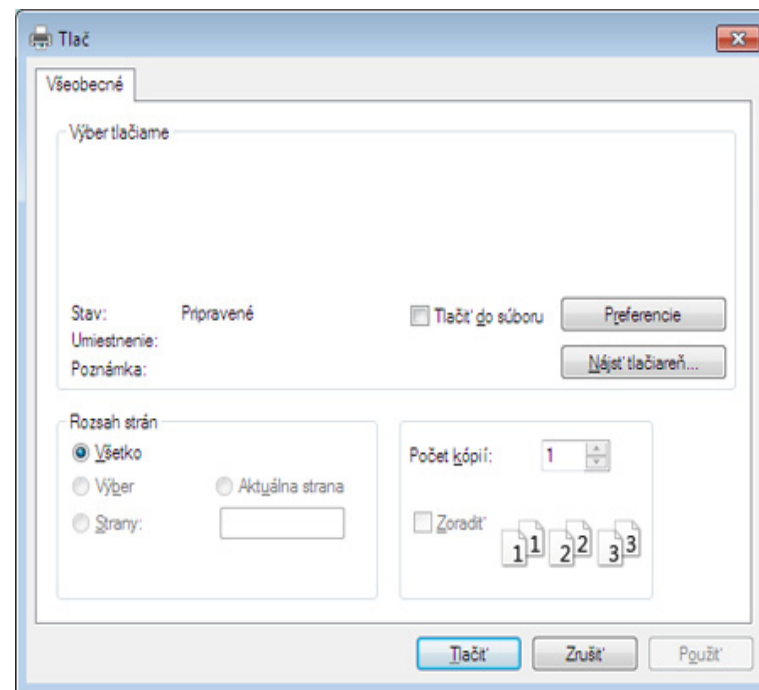 Tlač
Všeobecné
Výber tlačiarne
Stav: Pripravené
Tlačiť do súboru
Preferencie
Umiestnenie:
Poznámka:
Nájsť tlačiareň...
Rozsah strán
Všetko
Výber
Aktuálna strana
Strany:
Počet kópií: 1
Zoradiť
1 1 2 2 3 3
Tlačiť
Zrušiť
Použiť